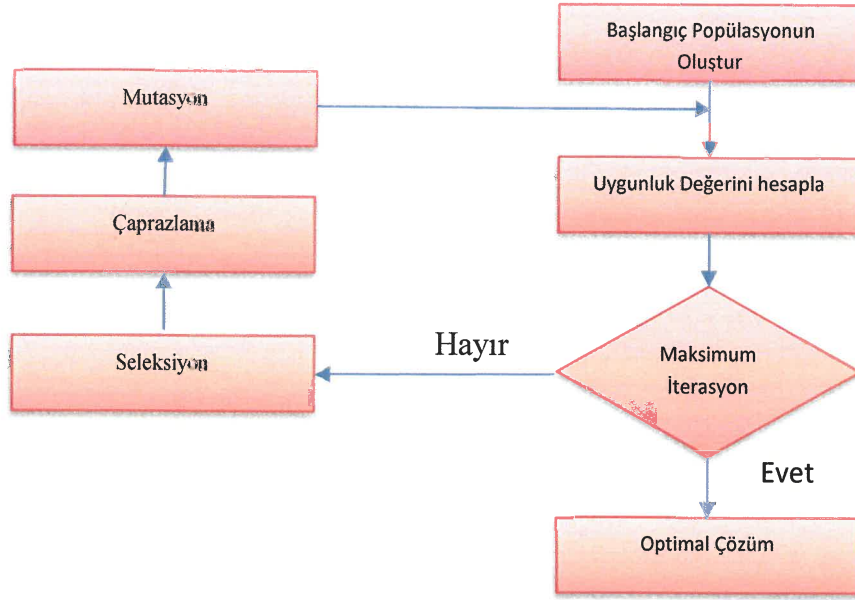 Başlangıç Popülasyonun
Oluştur
Mutasyon
Uygunluk Değerini hesapla
Çaprazlama
Hayır
Seleksiyon
Maksimum
İterasyon
Evet
Optimal Çözüm